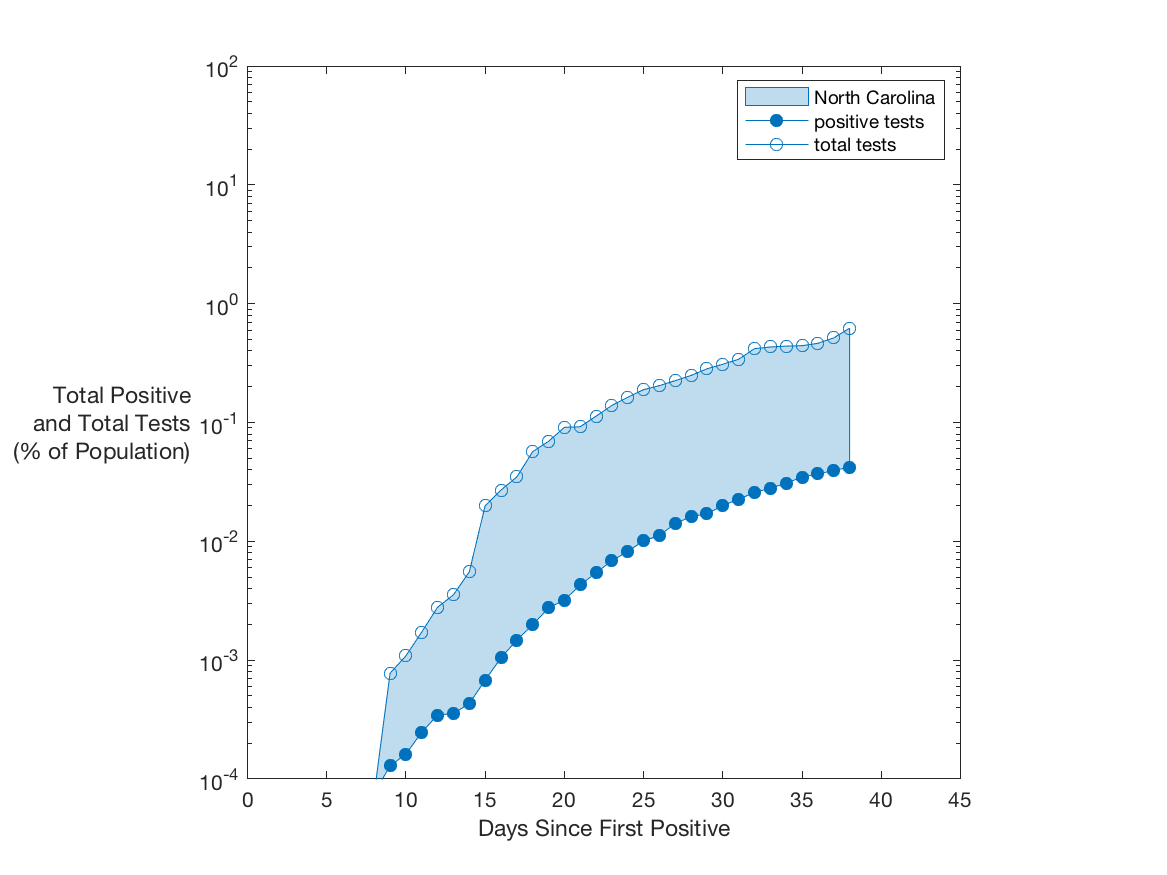 10^2
10^1
10^0
10^-1
10^-2
10^-3
10^-4
Total Positive
and Total Tests
(% of Population)
North Carolina
positive tests
total tests
0 5 10 15 20 25 30 35 40 45
Days Since First Positive